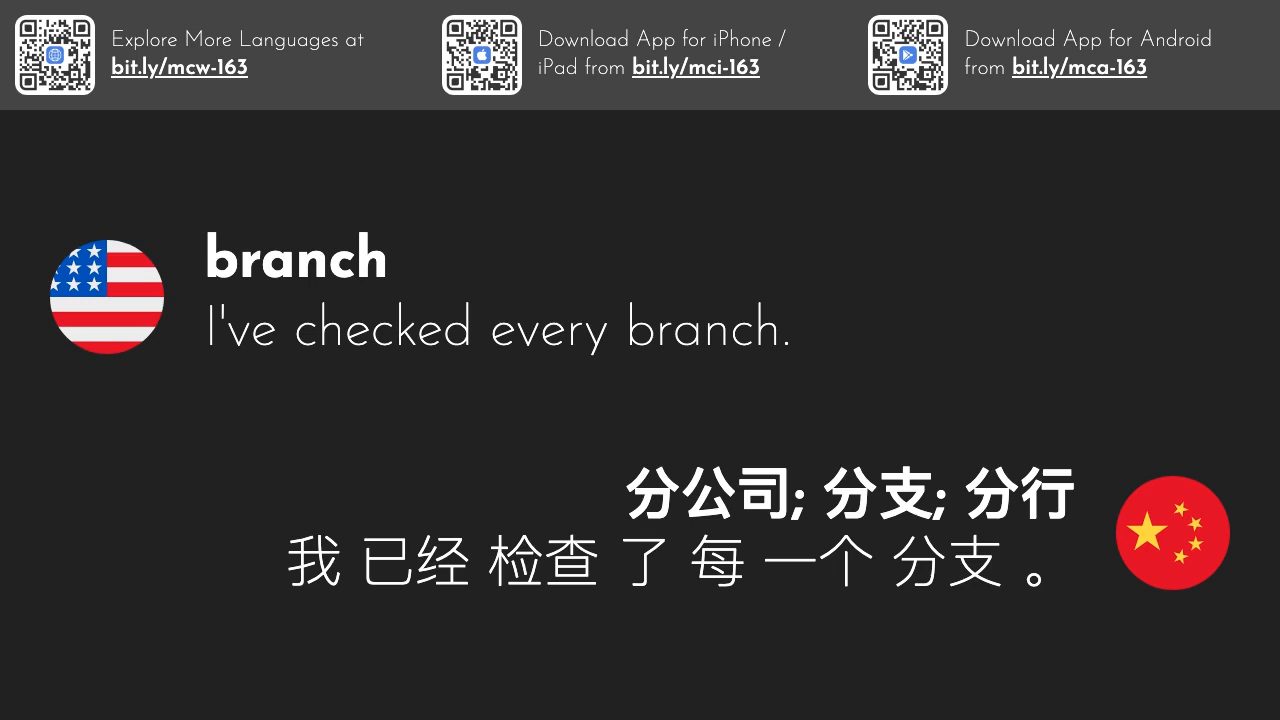 Explore More Languages at
bit.ly/mcw-163
Download App for iPhone /
iPad from bit.ly/mci-163
Download App for Android
from bit.ly/mca-163
branch
I've checked every branch.
分公司; 分支; 分行
我 已经 检查 了 每 一个 分支 。